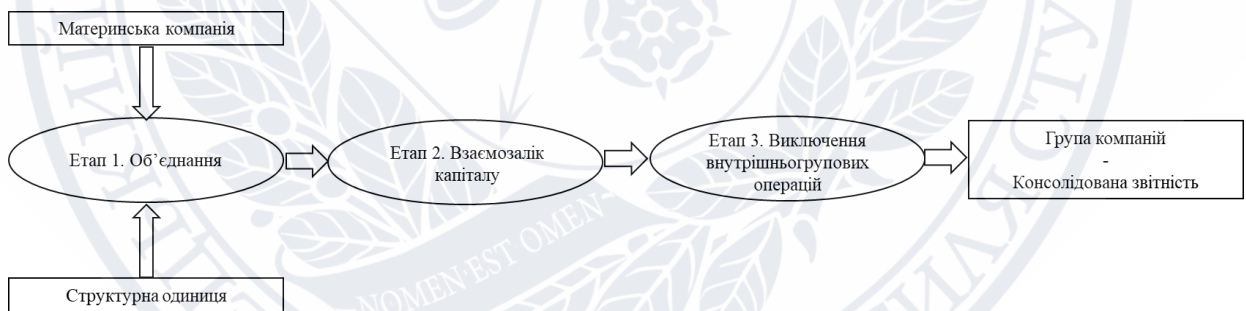 Материнська компанія
Етап 1. Об’єднання
Етап 2. Взаємозалік
капіталу
Етап 3. Виключення
внутрішньогрупових
операцій
Група компаній
-
Консолідована звітність
Структурна одиниця
NOMEN·EST OMEN